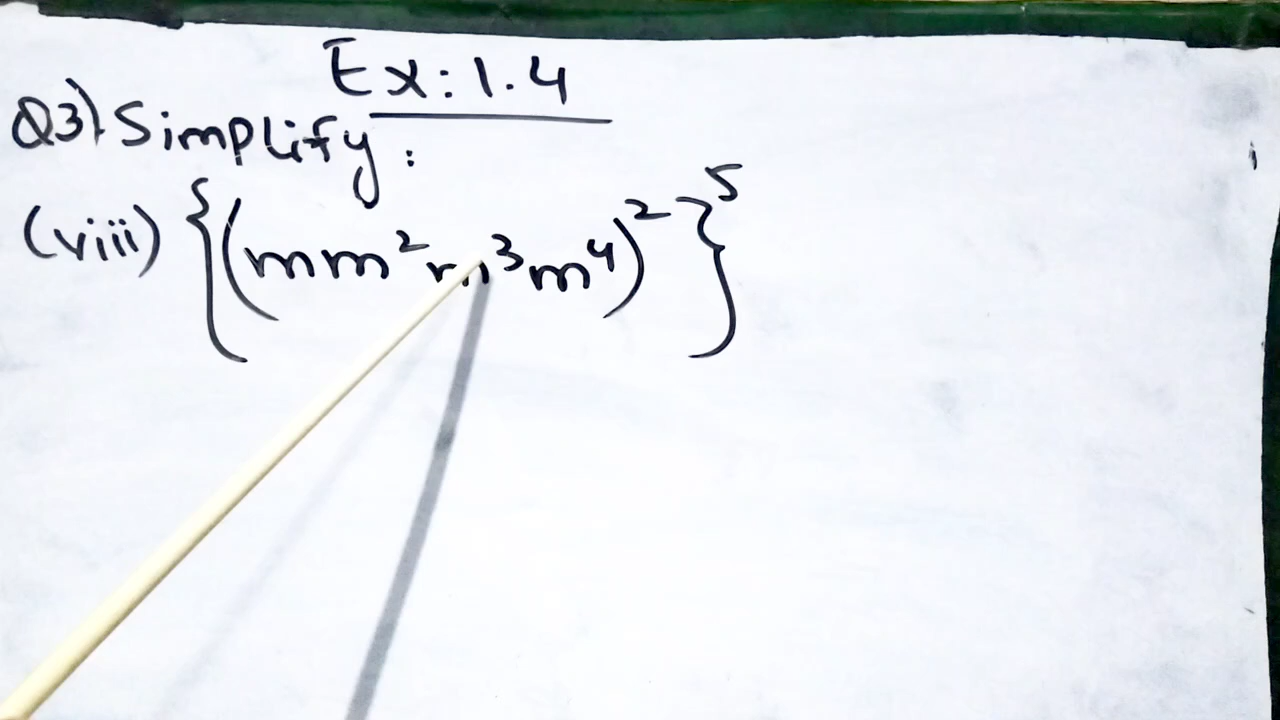 Ex: 1.4
Q3) Simplify:
(viii) {(mm²m³m⁴)²}⁵